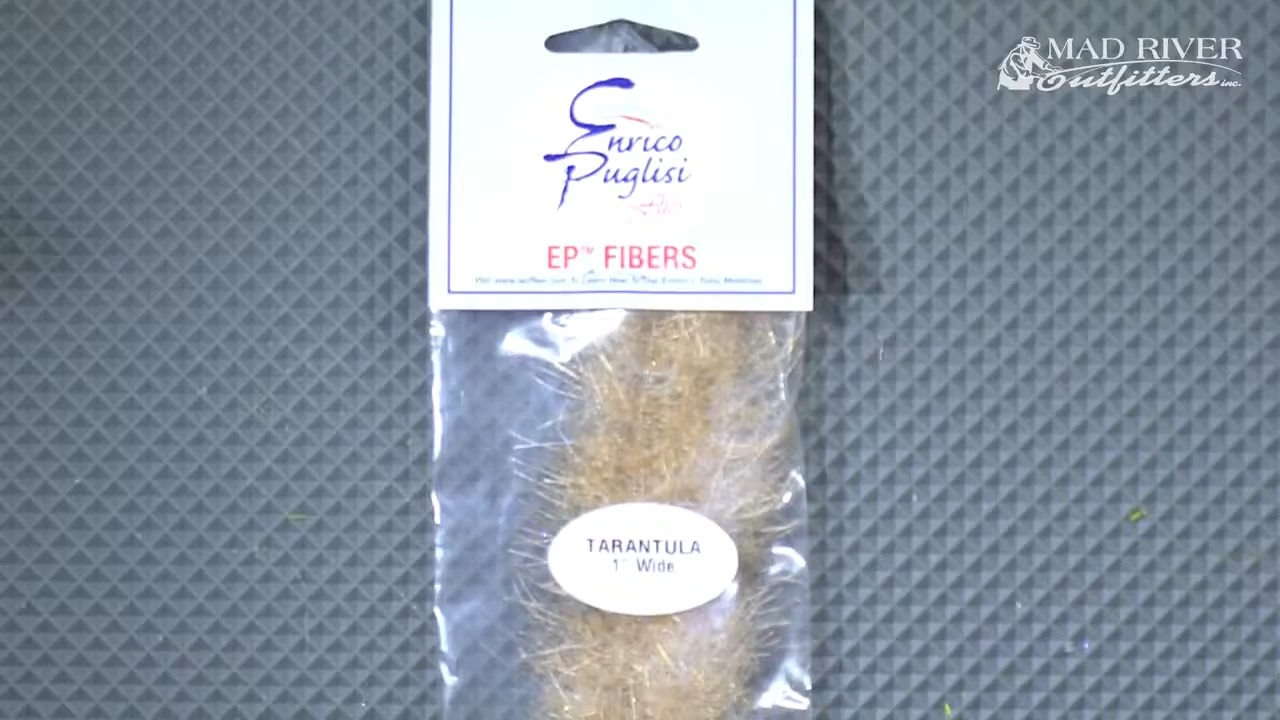 MAD RIVER
Outfitters inc.
Enrico
Puglisi
EP™ FIBERS
TARANTULA
1" Wide